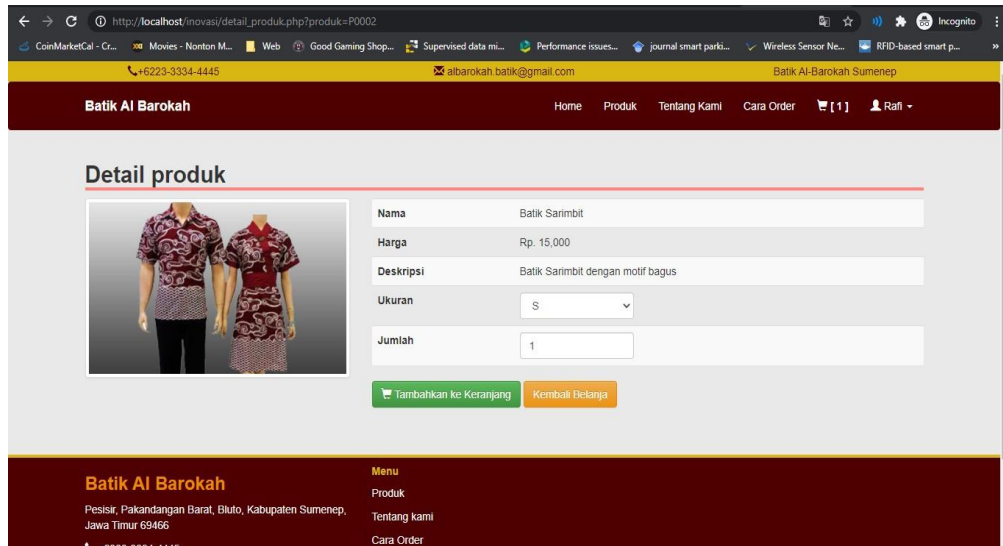 http://localhost/inovasi/detail_produk.php?produk=P0002
Incognito
CoinMarketCal - Cr...
Movies - Nonton M...
Web
Good Gaming Shop...
Supervised data mi...
Performance issues...
journal smart parki...
Wireless Sensor Ne...
RFID-based smart p...
»
+6223-3334-4445
albarokah.batik@gmail.com
Batik Al-Barokah Sumenep
Batik Al Barokah
Home
Produk
Tentang Kami
Cara Order
[ 1 ]
Rafi
Detail produk
Nama Batik Sarimbit
Harga Rp. 15,000
Deskripsi Batik Sarimbit dengan motif bagus
Ukuran S
Jumlah 1
Tambahkan ke Keranjang
Kembali Belanja
Batik Al Barokah
Pesisir, Pakandangan Barat, Bluto, Kabupaten Sumenep,
Jawa Timur 69466
Menu
Produk
Tentang kami
Cara Order